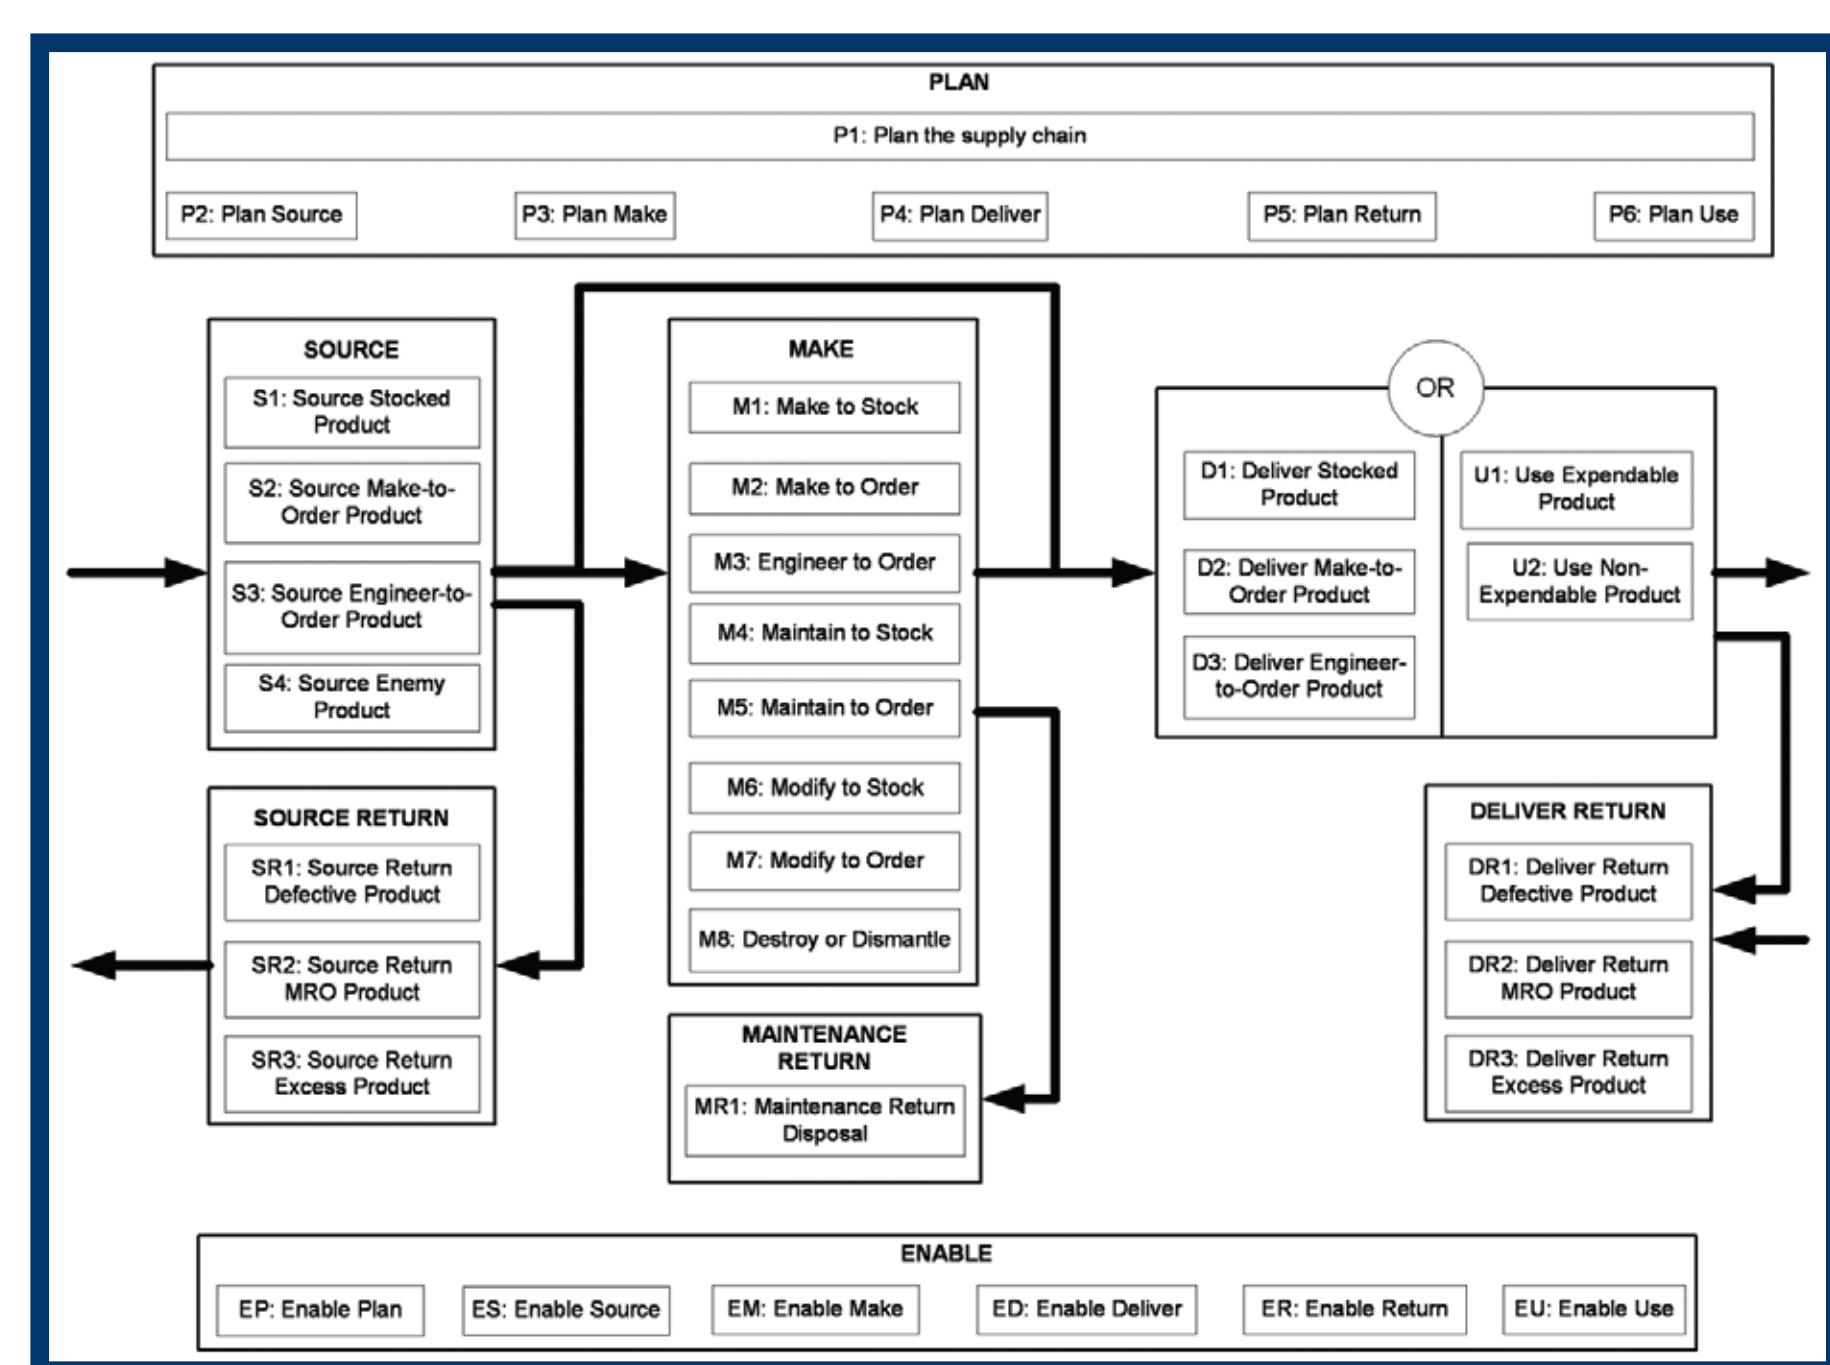 PLAN
P1: Plan the supply chain
P2: Plan Source
P3: Plan Make
P4: Plan Deliver
P5: Plan Return
P6: Plan Use
SOURCE
S1: Source Stocked
Product
S2: Source Make-to-
Order Product
S3: Source Engineer-to-
Order Product
S4: Source Enemy
Product
MAKE
M1: Make to Stock
M2: Make to Order
M3: Engineer to Order
M4: Maintain to Stock
M5: Maintain to Order
M6: Modify to Stock
M7: Modify to Order
M8: Destroy or Dismantle
OR
D1: Deliver Stocked
Product
D2: Deliver Make-to-
Order Product
D3: Deliver Engineer-
to-Order Product
U1: Use Expendable
Product
U2: Use Non-
Expendable Product
SOURCE RETURN
SR1: Source Return
Defective Product
SR2: Source Return
MRO Product
SR3: Source Return
Excess Product
MAINTENANCE
RETURN
MR1: Maintenance Return
Disposal
DELIVER RETURN
DR1: Deliver Return
Defective Product
DR2: Deliver Return
MRO Product
DR3: Deliver Return
Excess Product
ENABLE
EP: Enable Plan
ES: Enable Source
EM: Enable Make
ED: Enable Deliver
ER: Enable Return
EU: Enable Use